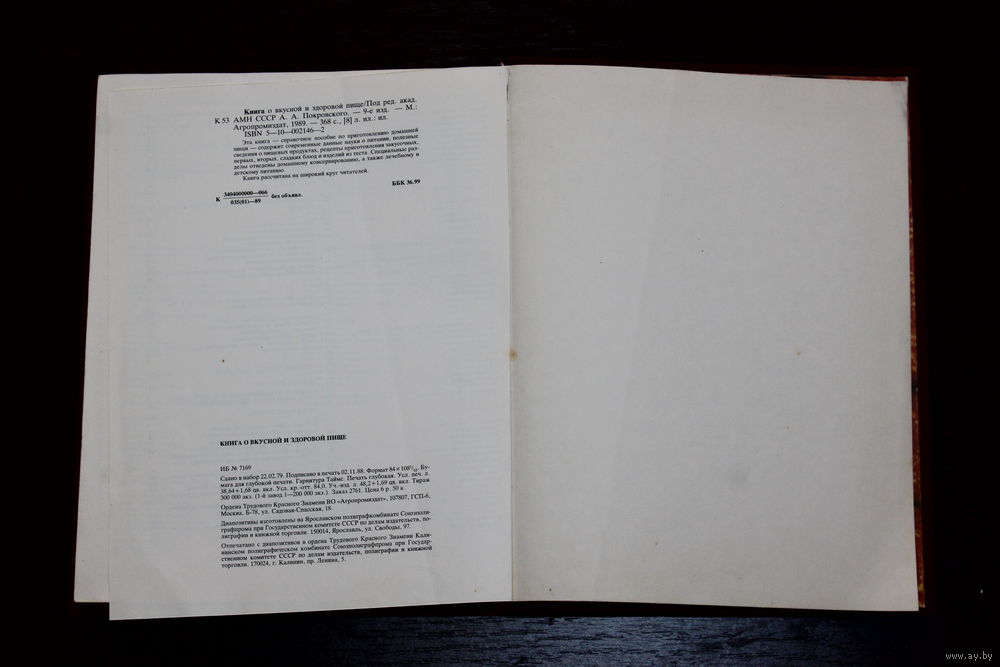 Книга о вкусной и здоровой пище/Под ред. акад.
К 53 АМН СССР А. А. Покровского. — 9-е изд. — М.:
Агропромиздат, 1989. — 368 с., [8] л. ил.: ил.
ISBN 5—10—002146—2
Эта книга — справочное пособие по приготовлению домашней
пищи — содержит современные данные науки о питании, полезные
сведения о пищевых продуктах, рецепты приготовления закусочных,
первых, вторых, сладких блюд и изделий из теста. Специальные раз-
делы отведены домашнему консервированию, а также лечебному и
детскому питанию.
Книга рассчитана на широкий круг читателей.
К 3404000000—066
035(01)—89 без объявл.
ББК 36.99
КНИГА О ВКУСНОЙ И ЗДОРОВОЙ ПИЩЕ
ИБ № 7169
Сдано в набор 22.02.79. Подписано в печать 02.11.88. Формат 84×108¹/₁₆. Бу-
мага для глубокой печати. Гарнитура Таймс. Печать глубокая. Усл. печ. л.
38,64+1,68 цв. вкл. Усл. кр.-отт. 84,0. Уч.-изд. л. 48,2+1,69 цв. вкл. Тираж
300 000 экз. (1-й завод 1—200 000 экз.) Заказ 2761. Цена 6 р. 50 к.
Ордена Трудового Красного Знамени ВО «Агропромиздат», 107807, ГСП-6,
Москва, Б-78, ул. Садовая-Спасская, 18.
Диапозитивы изготовлены на Ярославском полиграфкомбинате Союзполи-
графпрома при Государственном комитете СССР по делам издательств, по-
лиграфии и книжной торговли. 150014, Ярославль, ул. Свободы, 97.
Отпечатано с диапозитивов в ордена Трудового Красного Знамени Кали-
нинском полиграфическом комбинате Союзполиграфпрома при Государ-
ственном комитете СССР по делам издательств, полиграфии и книжной
торговли. 170024, г. Калинин, пр. Ленина, 5.
www.ay.by